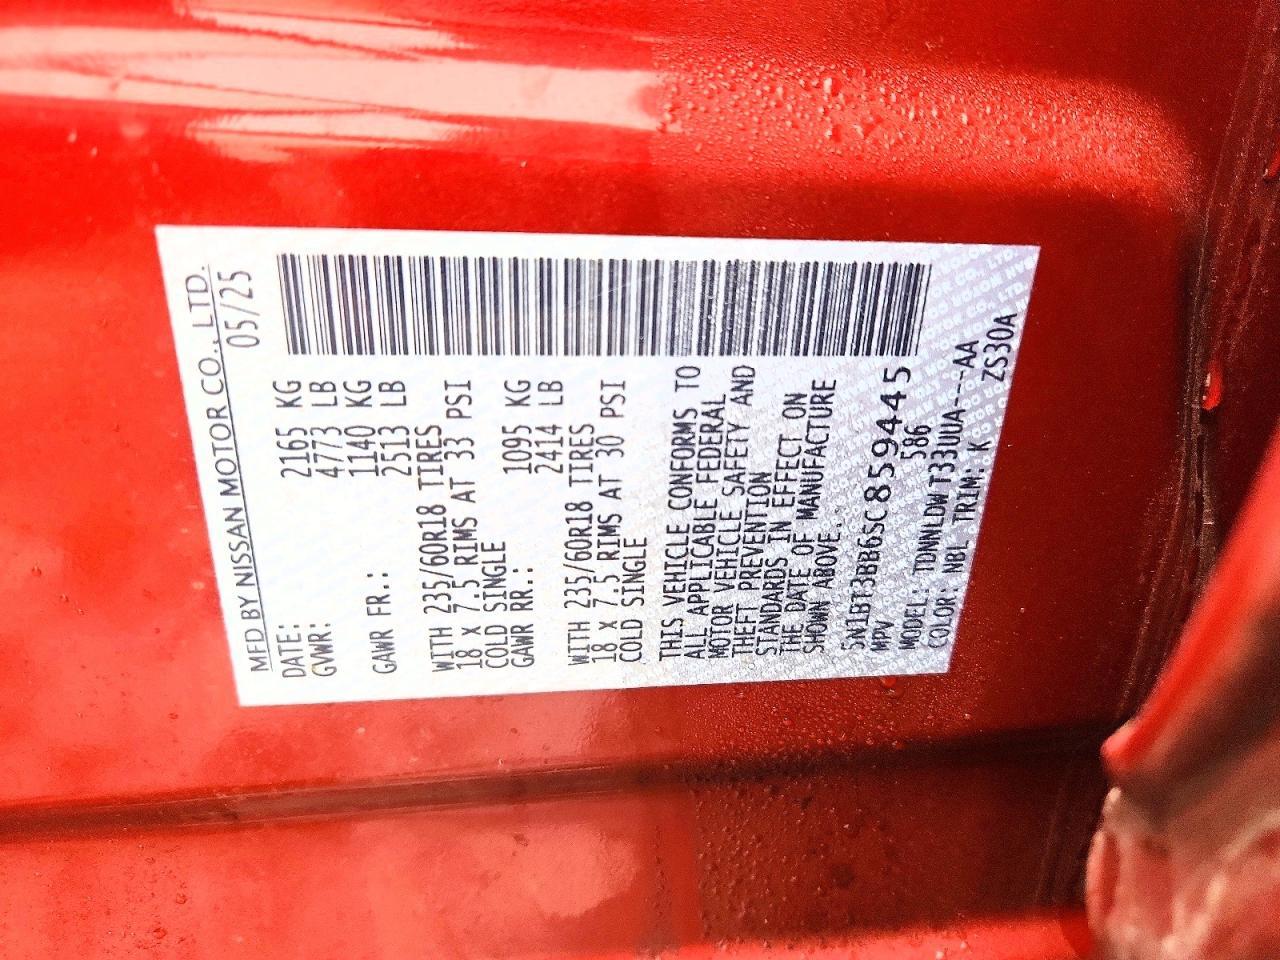 MFD BY NISSAN MOTOR CO., LTD.
DATE: 05/25
GVWR: 2165 KG
4773 LB
GAWR FR.: 1140 KG
2513 LB
WITH 235/60R18 TIRES
18 X 7.5 RIMS AT 33 PSI
COLD SINGLE
GAWR RR.: 1095 KG
2414 LB
WITH 235/60R18 TIRES
18 X 7.5 RIMS AT 30 PSI
COLD SINGLE
THIS VEHICLE CONFORMS TO
ALL APPLICABLE FEDERAL
MOTOR VEHICLE SAFETY AND
THEFT PREVENTION
STANDARDS IN EFFECT ON
THE DATE OF MANUFACTURE
SHOWN ABOVE.
5N1BT3BB6SC859445
MPV 586
MODEL: TDNNNLDWT33UUA----AA
COLOR: NBL TRIM: K ZS30A